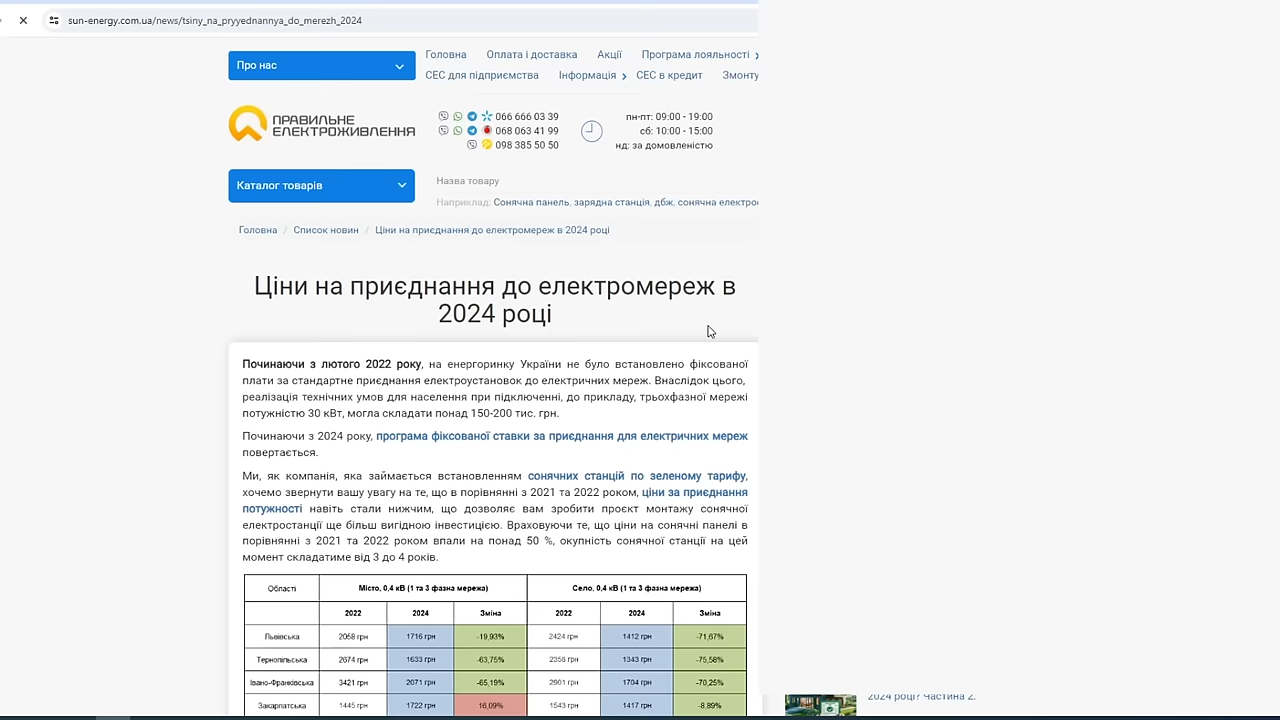 sun-energy.com.ua/news/tsiny_na_pryyednannya_do_merezh_2024
Про нас
Головна Оплата і доставка Акції Програма лояльності
СЕС для підприємства Інформація СЕС в кредит Змонту
ПРАВИЛЬНЕ
ЕЛЕКТРОЖИВЛЕННЯ
066 666 03 39
068 063 41 99
098 385 50 50
пн-пт: 09:00 - 19:00
сб: 10:00 - 15:00
нд: за домовленістю
Каталог товарів
Назва товару
Наприклад: Сонячна панель, зарядна станція, дбж, сонячна електрос
Головна / Список новин / Ціни на приєднання до електромереж в 2024 році
Ціни на приєднання до електромереж в
2024 році
Починаючи з лютого 2022 року, на енергоринку України не було встановлено фіксованої
плати за стандартне приєднання електроустановок до електричних мереж. Внаслідок цього,
реалізація технічних умов для населення при підключенні, до прикладу, трьохфазної мережі
потужністю 30 кВт, могла складати понад 150-200 тис. грн.
Починаючи з 2024 року, програма фіксованої ставки за приєднання для електричних мереж
повертається.
Ми, як компанія, яка займається встановленням сонячних станцій по зеленому тарифу,
хочемо звернути вашу увагу на те, що в порівнянні з 2021 та 2022 роком, ціни за приєднання
потужності навіть стали нижчим, що дозволяє вам зробити проєкт монтажу сонячної
електростанції ще більш вигідною інвестицією. Враховуючи те, що ціни на сонячні панелі в
порівнянні з 2021 та 2022 роком впали на понад 50 %, окупність сонячної станції на цей
момент складатиме від 3 до 4 років.
Області Місто, 0,4 кВ (1 та 3 фазна мережа) Село, 0,4 кВ (1 та 3 фазна мережа)
2022 2024 Зміна 2022 2024 Зміна
Львівська 2058 грн 1716 грн -19,93% 2424 грн 1412 грн -71,67%
Тернопільська 2674 грн 1633 грн -63,75% 2358 грн 1343 грн -75,58%
Івано-Франківська 3421 грн 2071 грн -65,19% 2901 грн 1704 грн -70,25%
Закарпатська 1445 грн 1722 грн 16,09% 1543 грн 1417 грн -8,89%
2024 році? Частина 2.